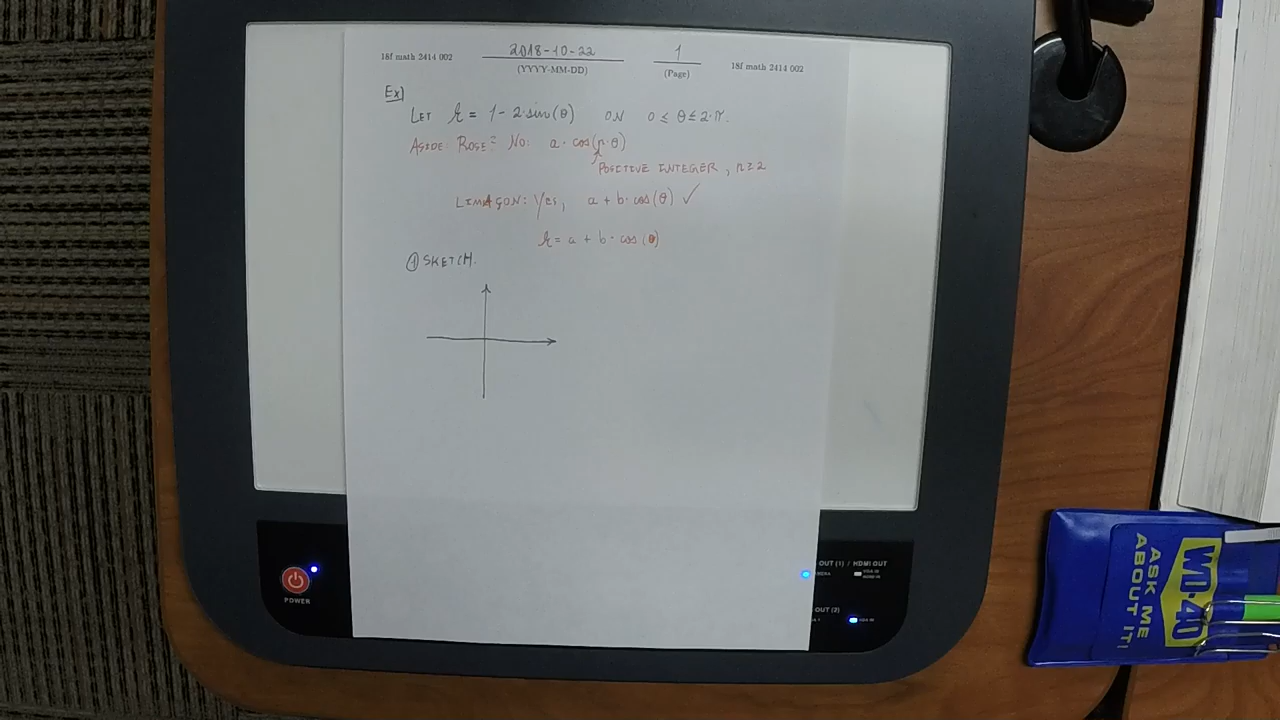 18f math 2414 002 2018-10-22 1 18f math 2414 002
(YYYY-MM-DD) (Page)
Ex)
LET r = 1 - 2·sin(θ) ON 0 ≤ θ ≤ 2·π.
ASIDE: ROSE? NO: a·cos(n·θ)
POSITIVE INTEGER, n≥2
LIMAÇON: Yes, a + b·cos(θ) ✓
r = a + b·cos(θ)
① SKETCH.
POWER
OUT (1) / HDMI OUT
OUT (2)
ASK ME
ABOUT IT!